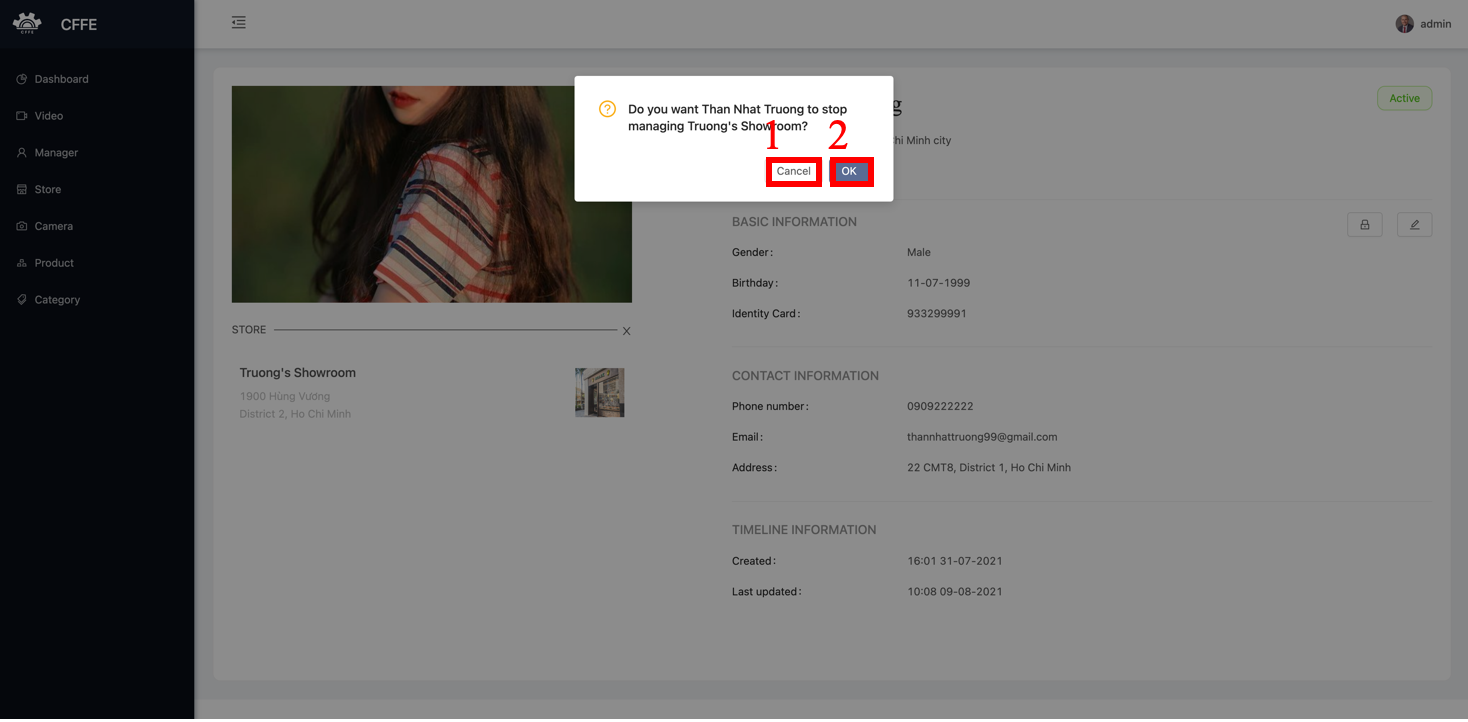 CFFE
CFFE
admin
Dashboard
Video
Manager
Store
Camera
Product
Category
Do you want Than Nhat Truong to stop
managing Truong's Showroom?
1 2
Cancel OK
g
Active
hi Minh city
STORE
X
Truong's Showroom
1900 Hùng Vương
District 2, Ho Chi Minh
BASIC INFORMATION
Gender: Male
Birthday: 11-07-1999
Identity Card: 933299991
CONTACT INFORMATION
Phone number: 0909222222
Email: thannhattruong99@gmail.com
Address: 22 CMT8, District 1, Ho Chi Minh
TIMELINE INFORMATION
Created: 16:01 31-07-2021
Last updated: 10:08 09-08-2021